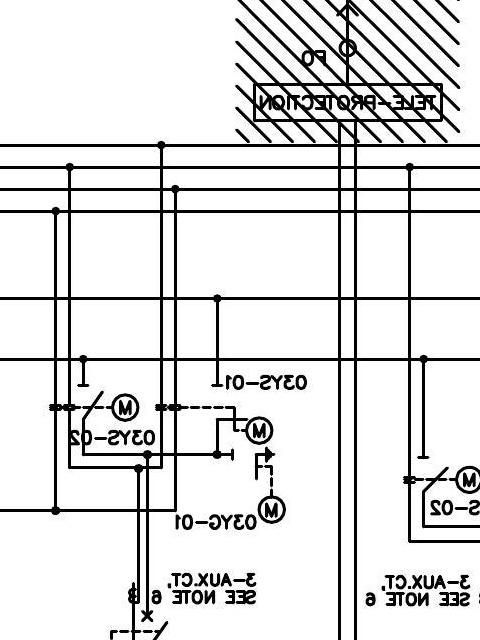 FO
TELE-PROTECTION
03YS-01
M
03YS-02
M
M
03YG-01
M
S-02
3-AUX.CT,
SEE NOTE 6
3-AUX.CT,
SEE NOTE 6